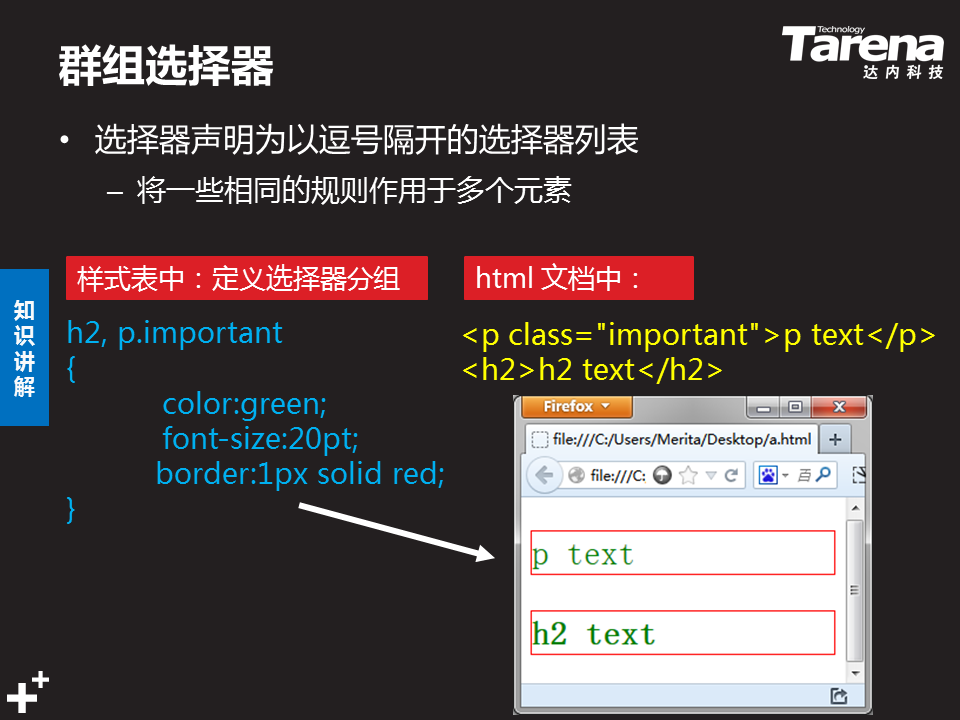 群组选择器
Technology
Tarena
达内科技
• 选择器声明为以逗号隔开的选择器列表
– 将一些相同的规则作用于多个元素
知识讲解
样式表中：定义选择器分组
h2, p.important
{
color:green;
font-size:20pt;
border:1px solid red;
}
html 文档中：
<p class="important">p text</p>
<h2>h2 text</h2>
Firefox
file:///C:/Users/Merita/Desktop/a.html
file:///C: 百
p text
h2 text